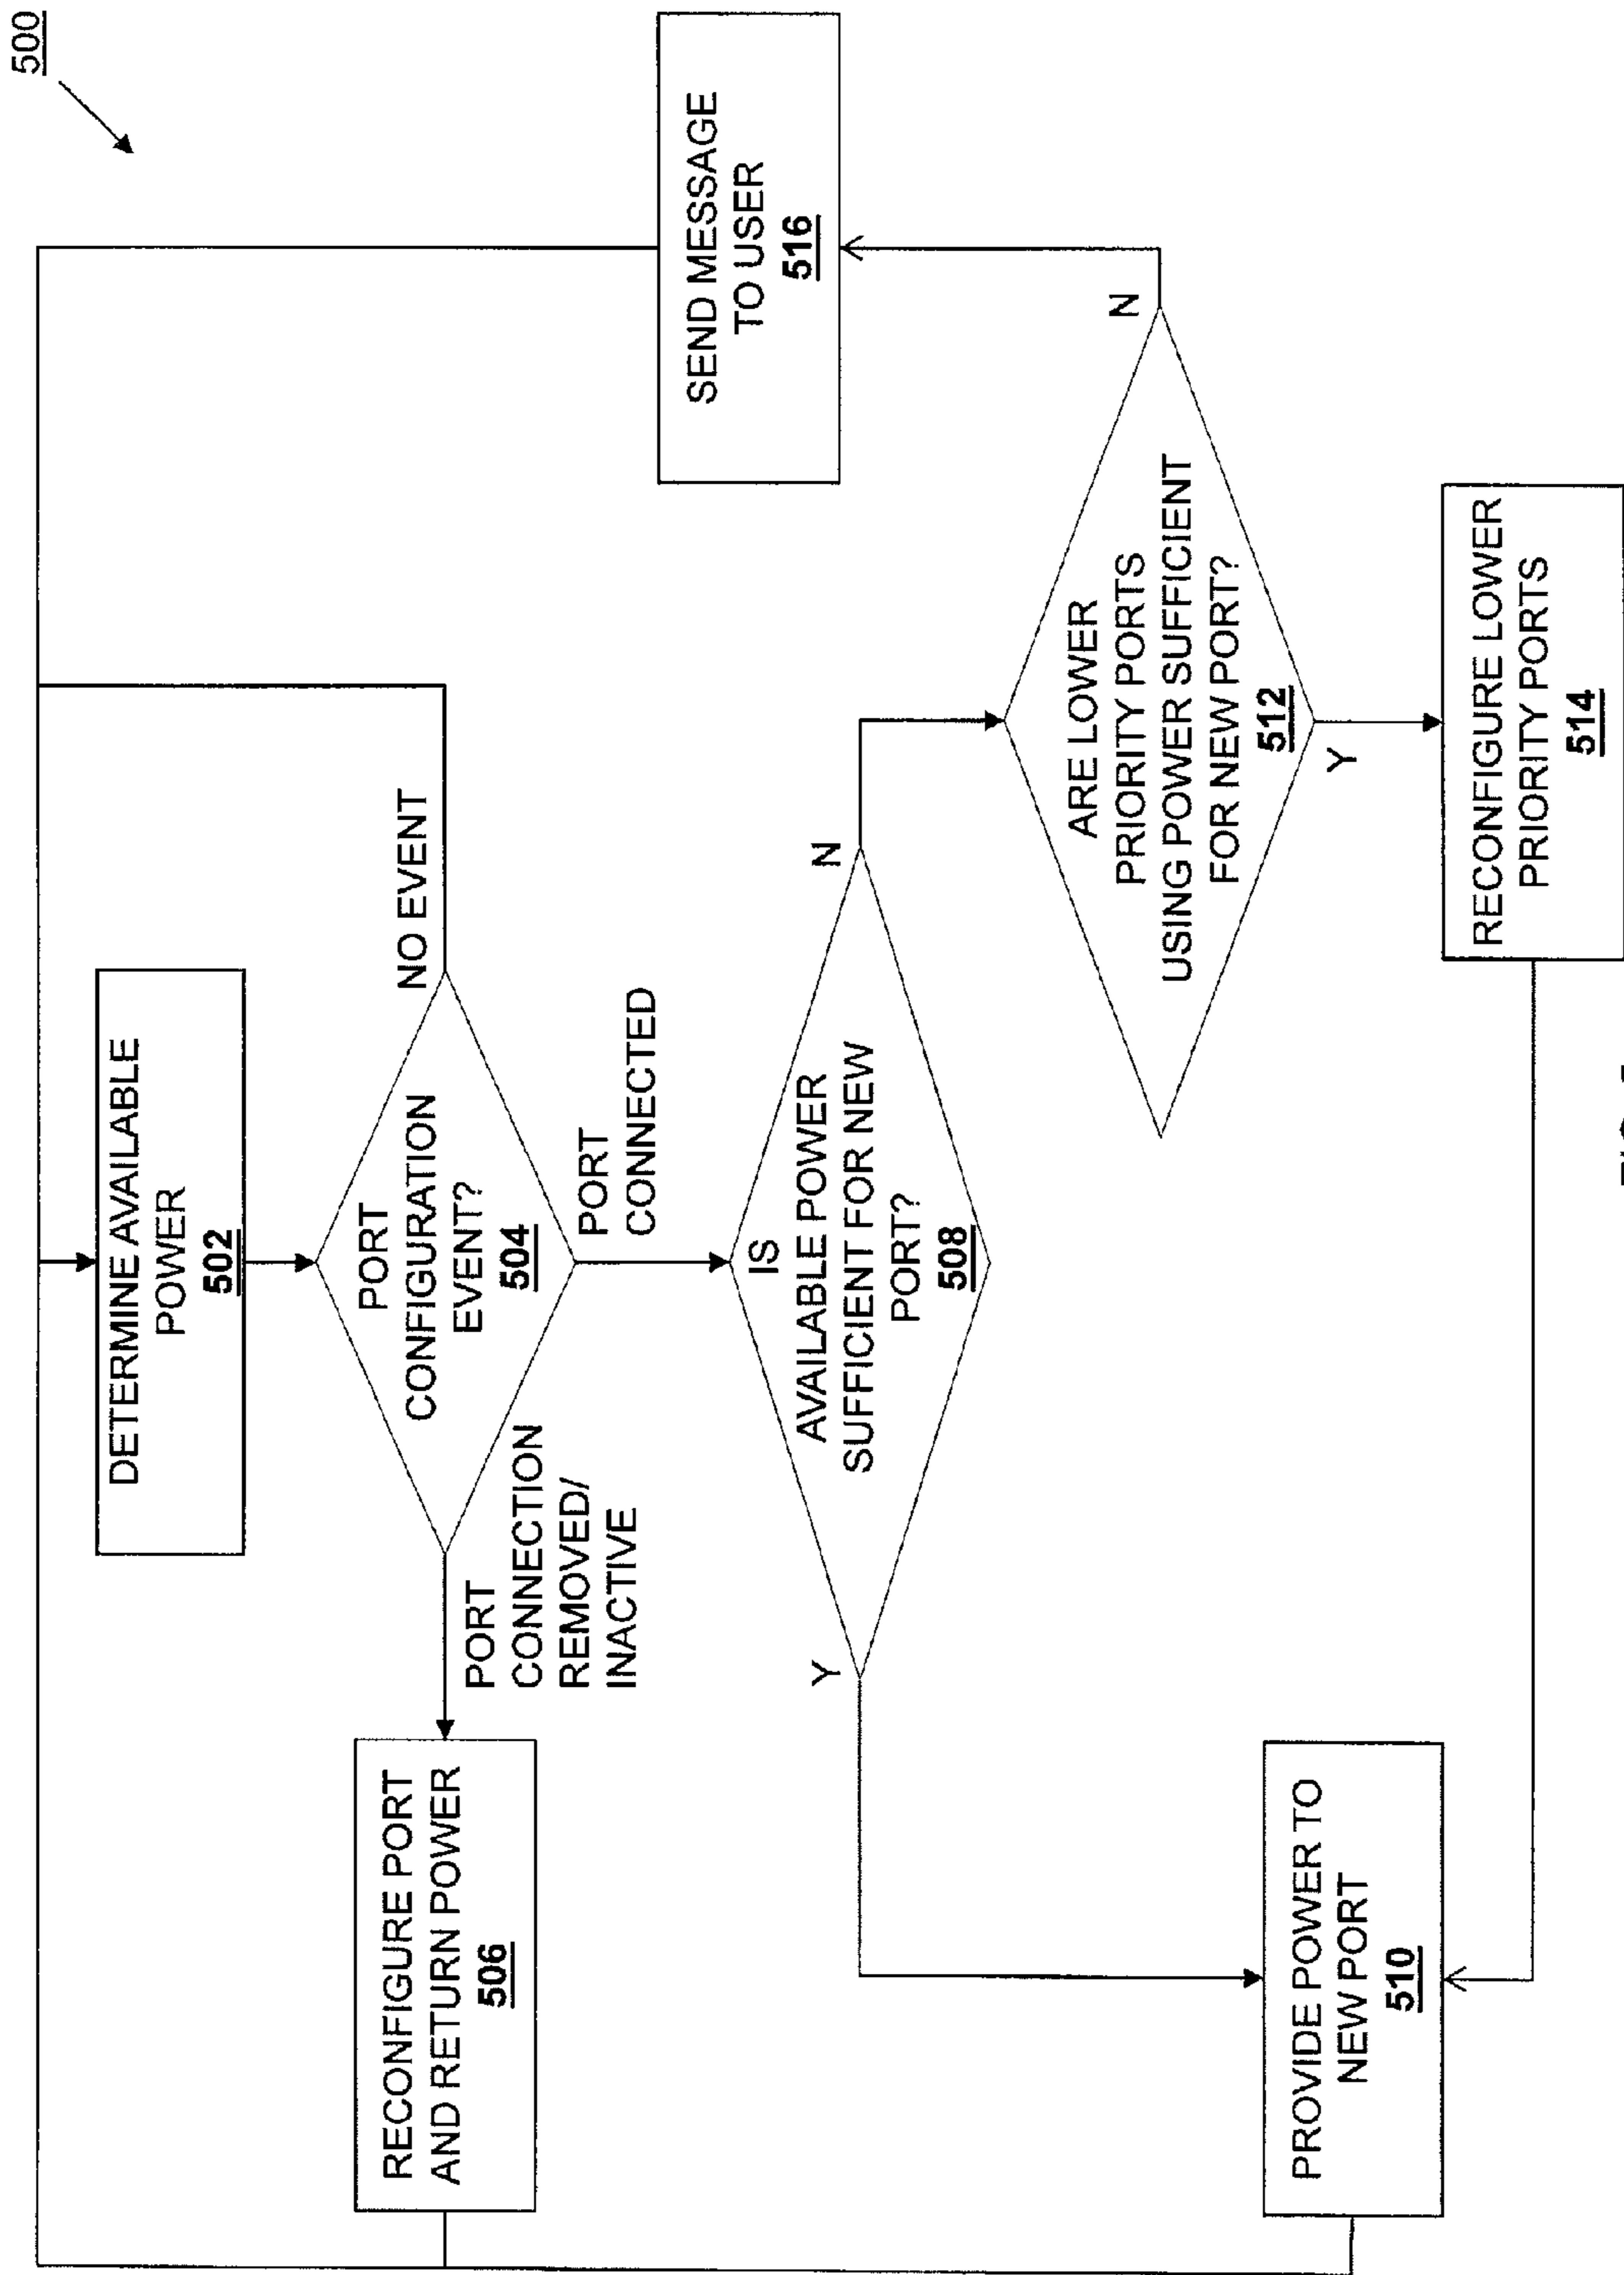 500
DETERMINE AVAILABLE
POWER
502
PORT
CONFIGURATION
EVENT?
504
NO EVENT
PORT
CONNECTION
REMOVED/
INACTIVE
PORT
CONNECTED
RECONFIGURE PORT
AND RETURN POWER
506
IS
AVAILABLE POWER
SUFFICIENT FOR NEW
PORT?
508
Y
N
PROVIDE POWER TO
NEW PORT
510
ARE LOWER
PRIORITY PORTS
USING POWER SUFFICIENT
FOR NEW PORT?
512
Y
N
RECONFIGURE LOWER
PRIORITY PORTS
514
SEND MESSAGE
TO USER
516